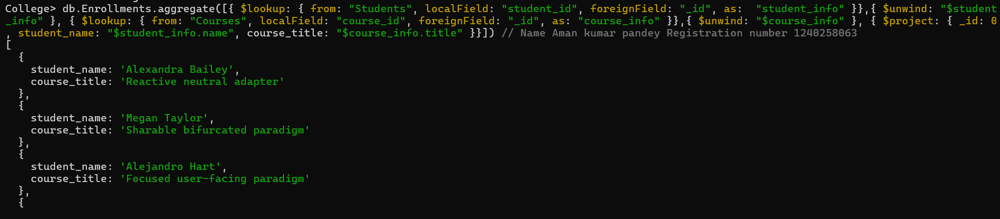 College> db.Enrollments.aggregate([{ $lookup: { from: "Students", localField: "student_id", foreignField: "_id", as:  "student_info" }},{ $unwind: "$student
_info" }, { $lookup: { from: "Courses", localField: "course_id", foreignField: "_id", as: "course_info" }},{ $unwind: "$course_info" }, { $project: { _id: 0
, student_name: "$student_info.name", course_title: "$course_info.title" }}]) // Name Aman kumar pandey Registration number 1240258063
[
  {
    student_name: 'Alexandra Bailey',
    course_title: 'Reactive neutral adapter'
  },
  {
    student_name: 'Megan Taylor',
    course_title: 'Sharable bifurcated paradigm'
  },
  {
    student_name: 'Alejandro Hart',
    course_title: 'Focused user-facing paradigm'
  },
  {